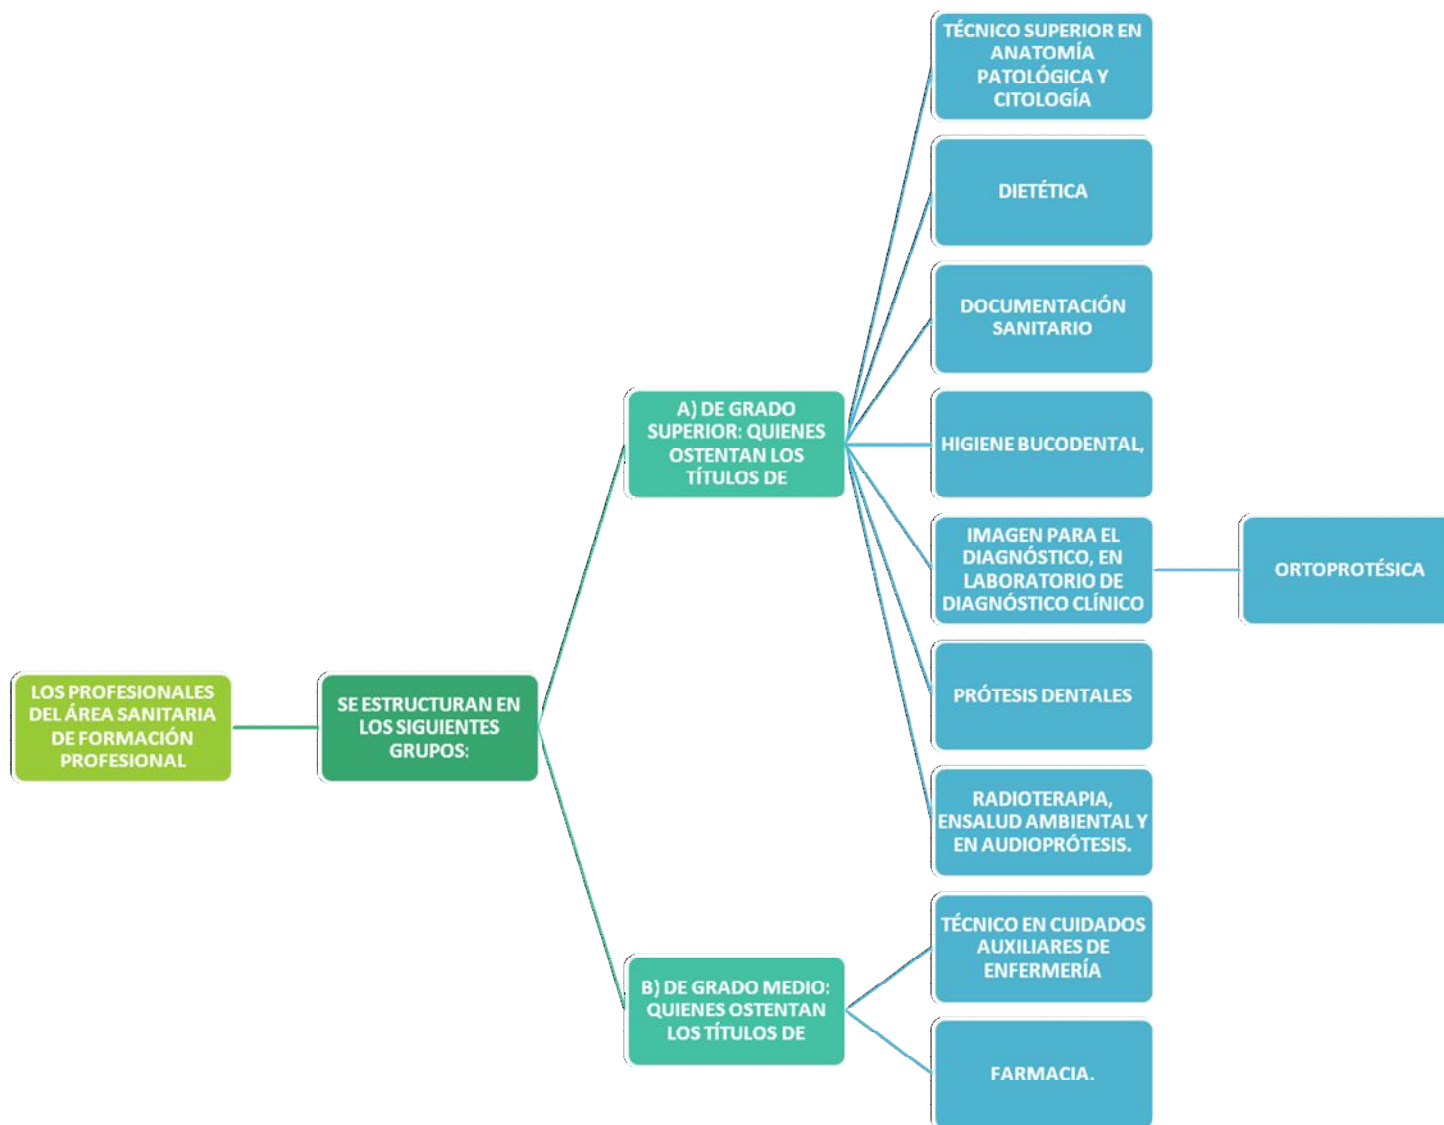 LOS PROFESIONALES
DEL ÁREA SANITARIA
DE FORMACIÓN
PROFESIONAL
SE ESTRUCTURAN EN
LOS SIGUIENTES
GRUPOS:
A) DE GRADO
SUPERIOR: QUIENES
OSTENTAN LOS
TÍTULOS DE
TÉCNICO SUPERIOR EN
ANATOMÍA
PATOLÓGICA Y
CITOLOGÍA
DIETÉTICA
DOCUMENTACIÓN
SANITARIO
HIGIENE BUCODENTAL,
IMAGEN PARA EL
DIAGNÓSTICO, EN
LABORATORIO DE
DIAGNÓSTICO CLÍNICO
ORTOPROTÉSICA
PRÓTESIS DENTALES
RADIOTERAPIA,
ENSALUD AMBIENTAL Y
EN AUDIOPRÓTESIS.
B) DE GRADO MEDIO:
QUIENES OSTENTAN
LOS TÍTULOS DE
TÉCNICO EN CUIDADOS
AUXILIARES DE
ENFERMERÍA
FARMACIA.